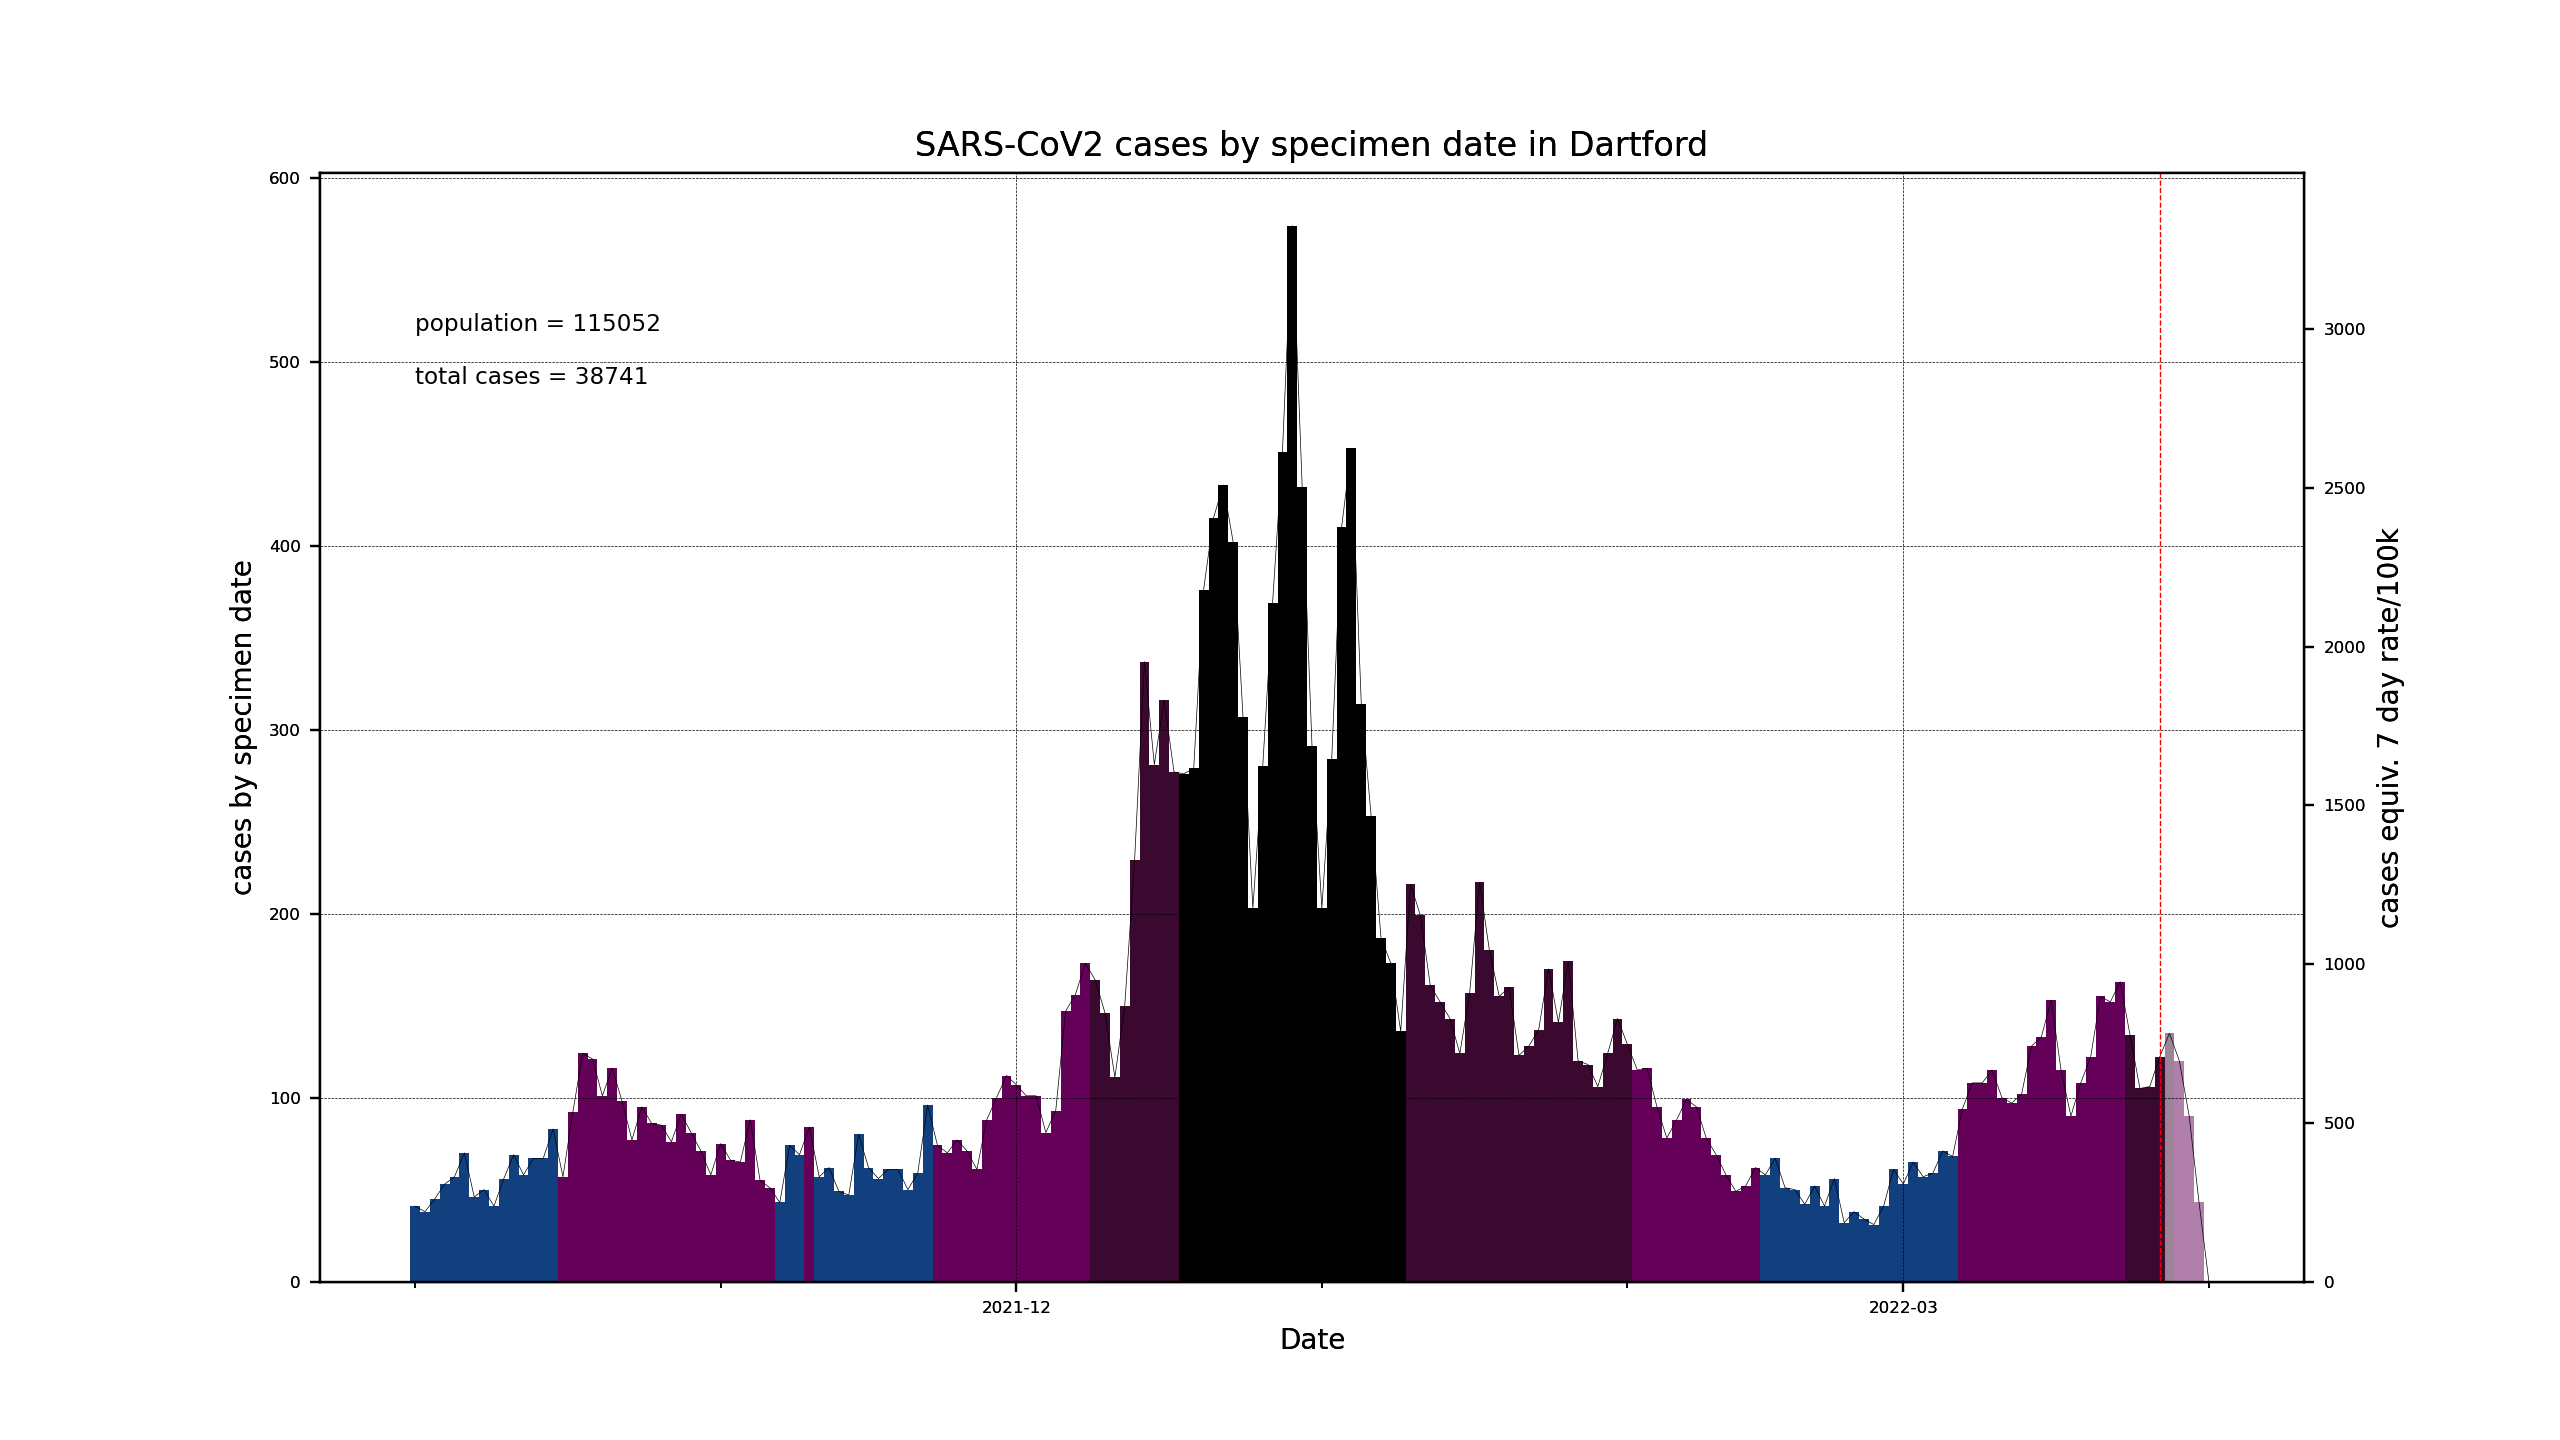 SARS-CoV2 cases by specimen date in Dartford
600
500
400
300
200
100
0
cases by specimen date
population = 115052
total cases = 38741
3000
2500
2000
1500
1000
500
0
cases equiv. 7 day rate/100k
2021-12
2022-03
Date